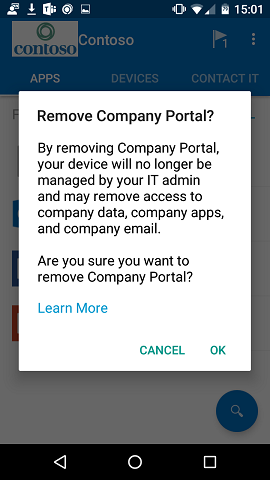 15:01
contoso
Contoso
1
APPS DEVICES CONTACT IT
Remove Company Portal?
By removing Company Portal,
your device will no longer be
managed by your IT admin
and may remove access to
company data, company apps,
and company email.
Are you sure you want to
remove Company Portal?
Learn More
CANCEL OK